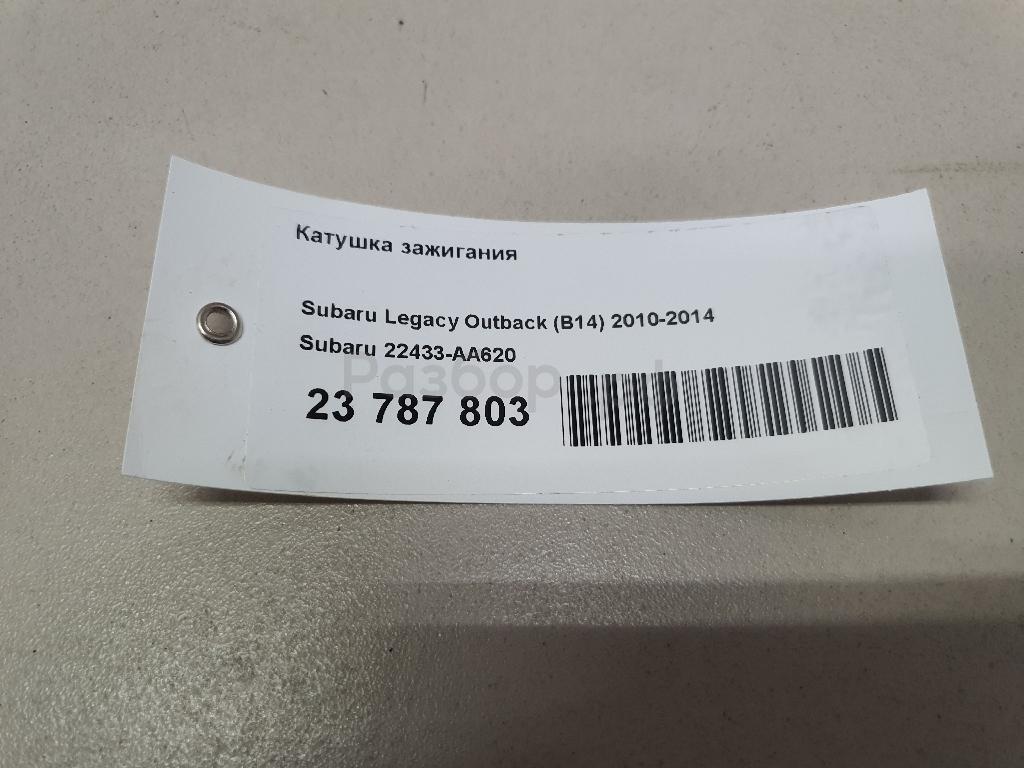 Катушка зажигания
Subaru Legacy Outback (B14) 2010-2014
Subaru 22433-AA620
23 787 803